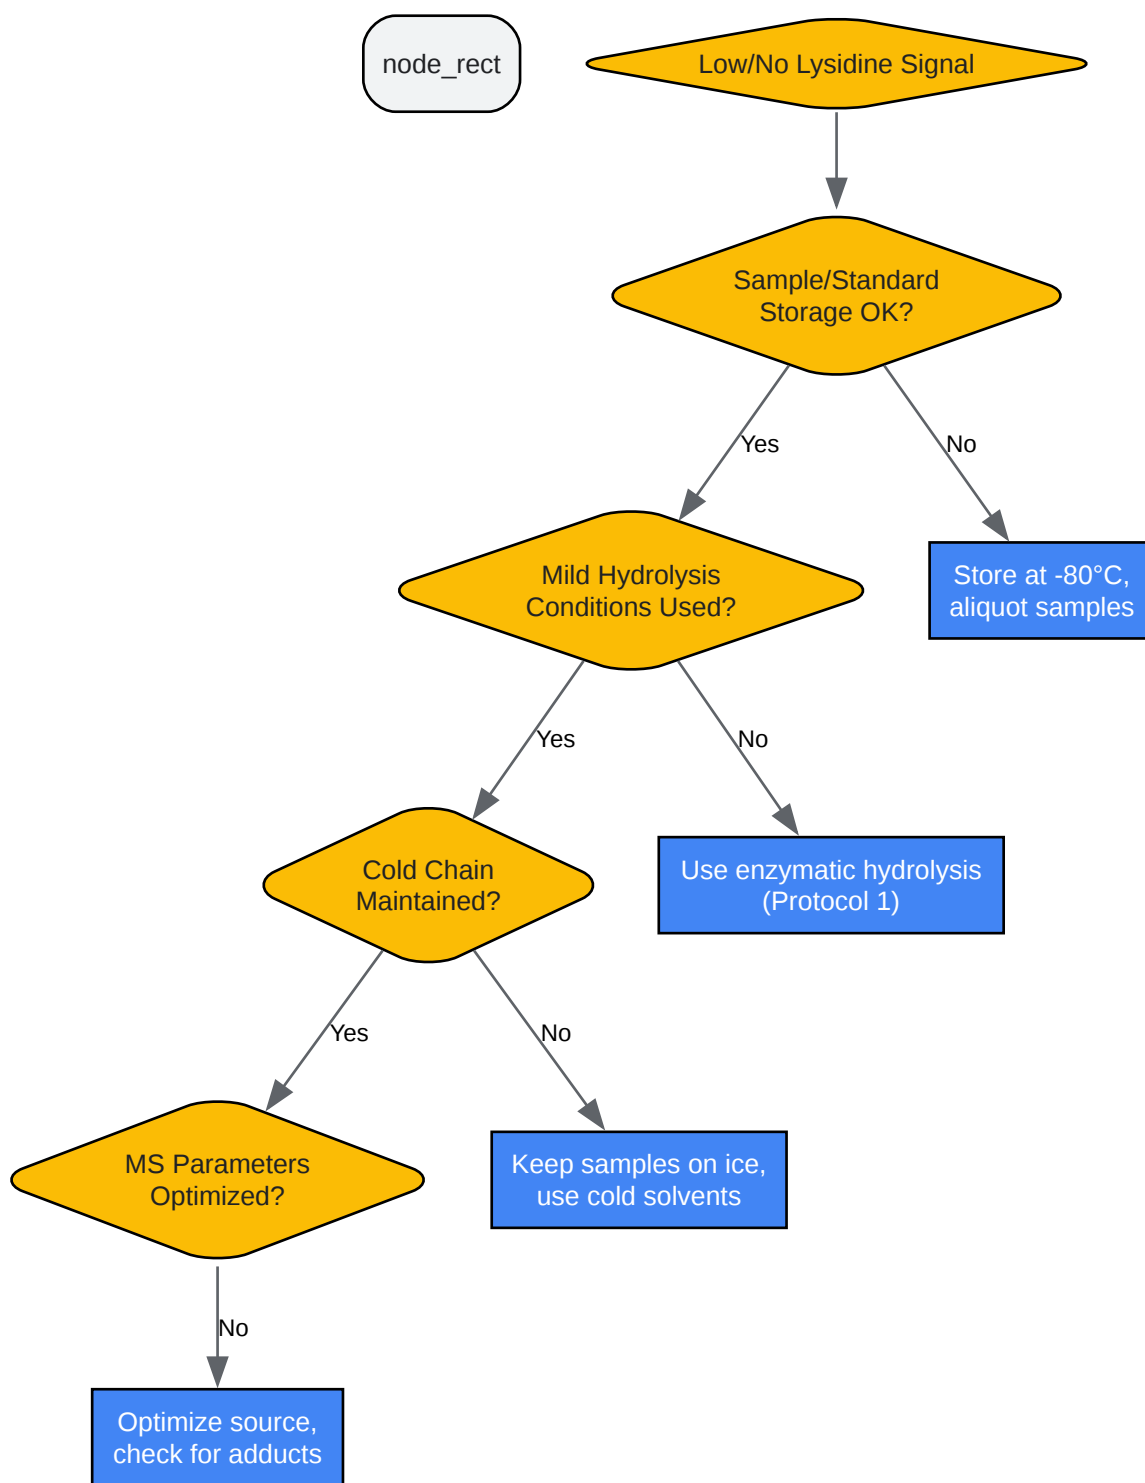 node_rect
Low/No Lysidine Signal
Sample/Standard
Storage OK?
Yes
No
Mild Hydrolysis
Conditions Used?
Store at -80°C,
aliquot samples
Yes
No
Cold Chain
Maintained?
Use enzymatic hydrolysis
(Protocol 1)
Yes
No
MS Parameters
Optimized?
Keep samples on ice,
use cold solvents
No
Optimize source,
check for adducts